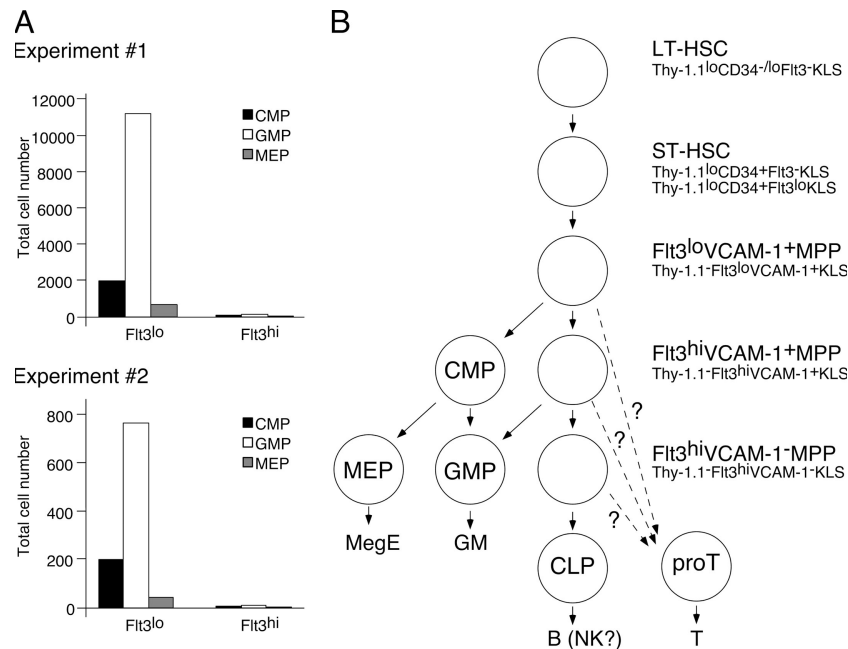 A
Experiment #1
Total cell number
12000
10000
8000
6000
4000
2000
0
CMP
GMP
MEP
Flt3lo
Flt3hi
Experiment #2
Total cell number
800
600
400
200
0
CMP
GMP
MEP
Flt3lo
Flt3hi
B
LT-HSC
Thy-1.1loCD34-/loFlt3-KLS
ST-HSC
Thy-1.1loCD34+Flt3-KLS
Thy-1.1loCD34+Flt3loKLS
Flt3loVCAM-1+MPP
Thy-1.1-Flt3loVCAM-1+KLS
Flt3hiVCAM-1+MPP
Thy-1.1-Flt3hiVCAM-1+KLS
CMP
?
?
Flt3hiVCAM-1-MPP
Thy-1.1-Flt3hiVCAM-1-KLS
MEP
GMP
?
MegE
GM
CLP
proT
B (NK?)
T